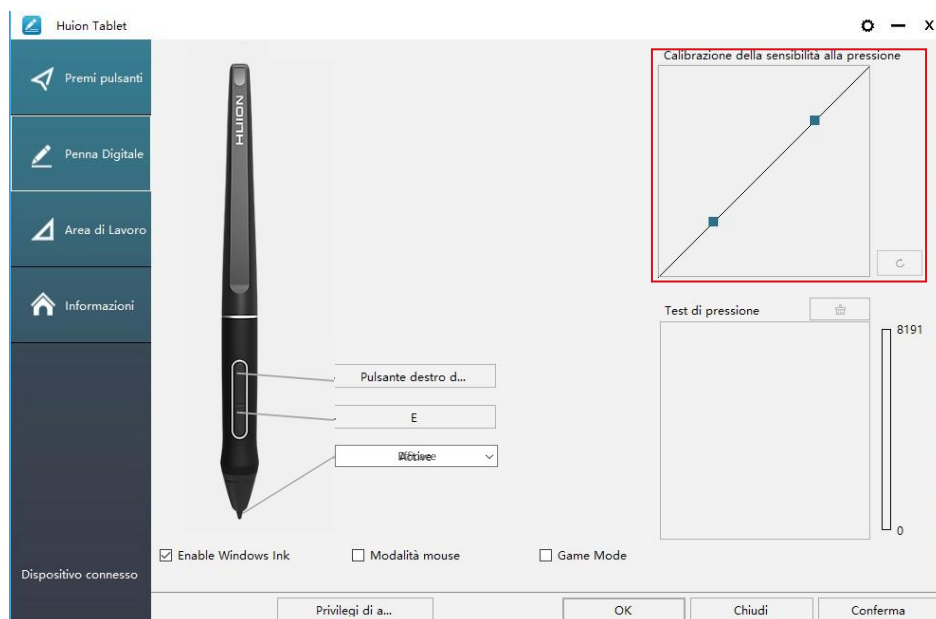 Huion Tablet
X
Premi pulsanti
Penna Digitale
Area di Lavoro
Informazioni
Dispositivo connesso
HUION
Pulsante destro d...
E
Calibrazione della sensibilità alla pressione
Test di pressione
8191
0
Enable Windows Ink
Modalità mouse
Game Mode
Privilegi di a...
OK
Chiudi
Conferma